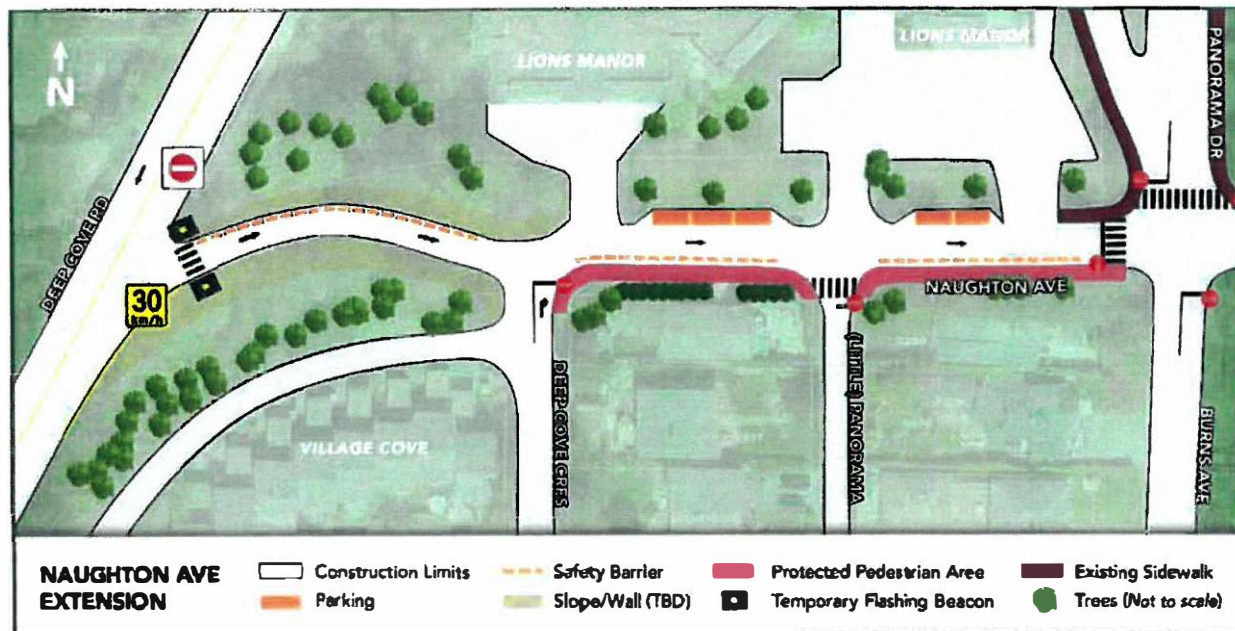 N
LIONS MANOR
LIONS MANOR
PANORAMA DR
DEEP COVE RD
30
km/h
NAUGHTON AVE
DEEP COVE CRES
(LITTLE) PANORAMA
BURNS AVE
VILLAGE COVE
NAUGHTON AVE
EXTENSION
Construction Limits
Safety Barrier
Protected Pedestrian Area
Existing Sidewalk
Parking
Slope/Wall (TBD)
Temporary Flashing Beacon
Trees (Not to scale)